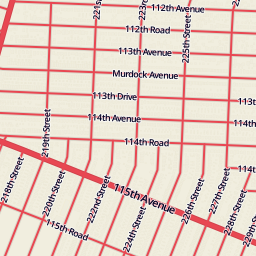 112th Avenue
112th Road
113th Avenue
Murdock Avenue
113th Drive
114th Avenue
114th Road
115th Avenue
115th Road
225th Street
219th Street
218th Street
220th Street
222nd Street
224th Street
226th Street
227th Street
228th Street